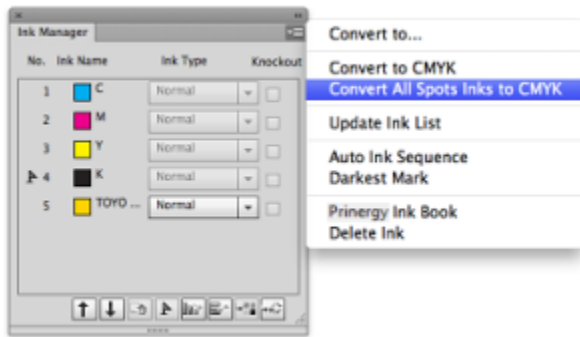 Ink Manager
No. Ink Name Ink Type Knockout
1 C Normal
2 M Normal
3 Y Normal
4 K Normal
5 TOYO ... Normal
Convert to...
Convert to CMYK
Convert All Spots Inks to CMYK
Update Ink List
Auto Ink Sequence
Darkest Mark
Prinergy Ink Book
Delete Ink